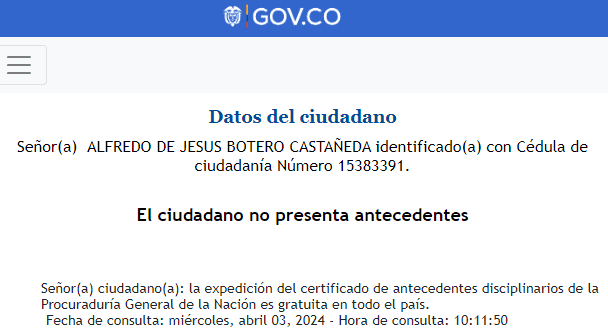 GOV.CO
Datos del ciudadano
Señor(a)  ALFREDO DE JESUS BOTERO CASTAÑEDA identificado(a) con Cédula de
ciudadanía Número 15383391.
El ciudadano no presenta antecedentes
Señor(a) ciudadano(a): la expedición del certificado de antecedentes disciplinarios de la
Procuraduría General de la Nación es gratuita en todo el país.
Fecha de consulta: miércoles, abril 03, 2024 - Hora de consulta: 10:11:50